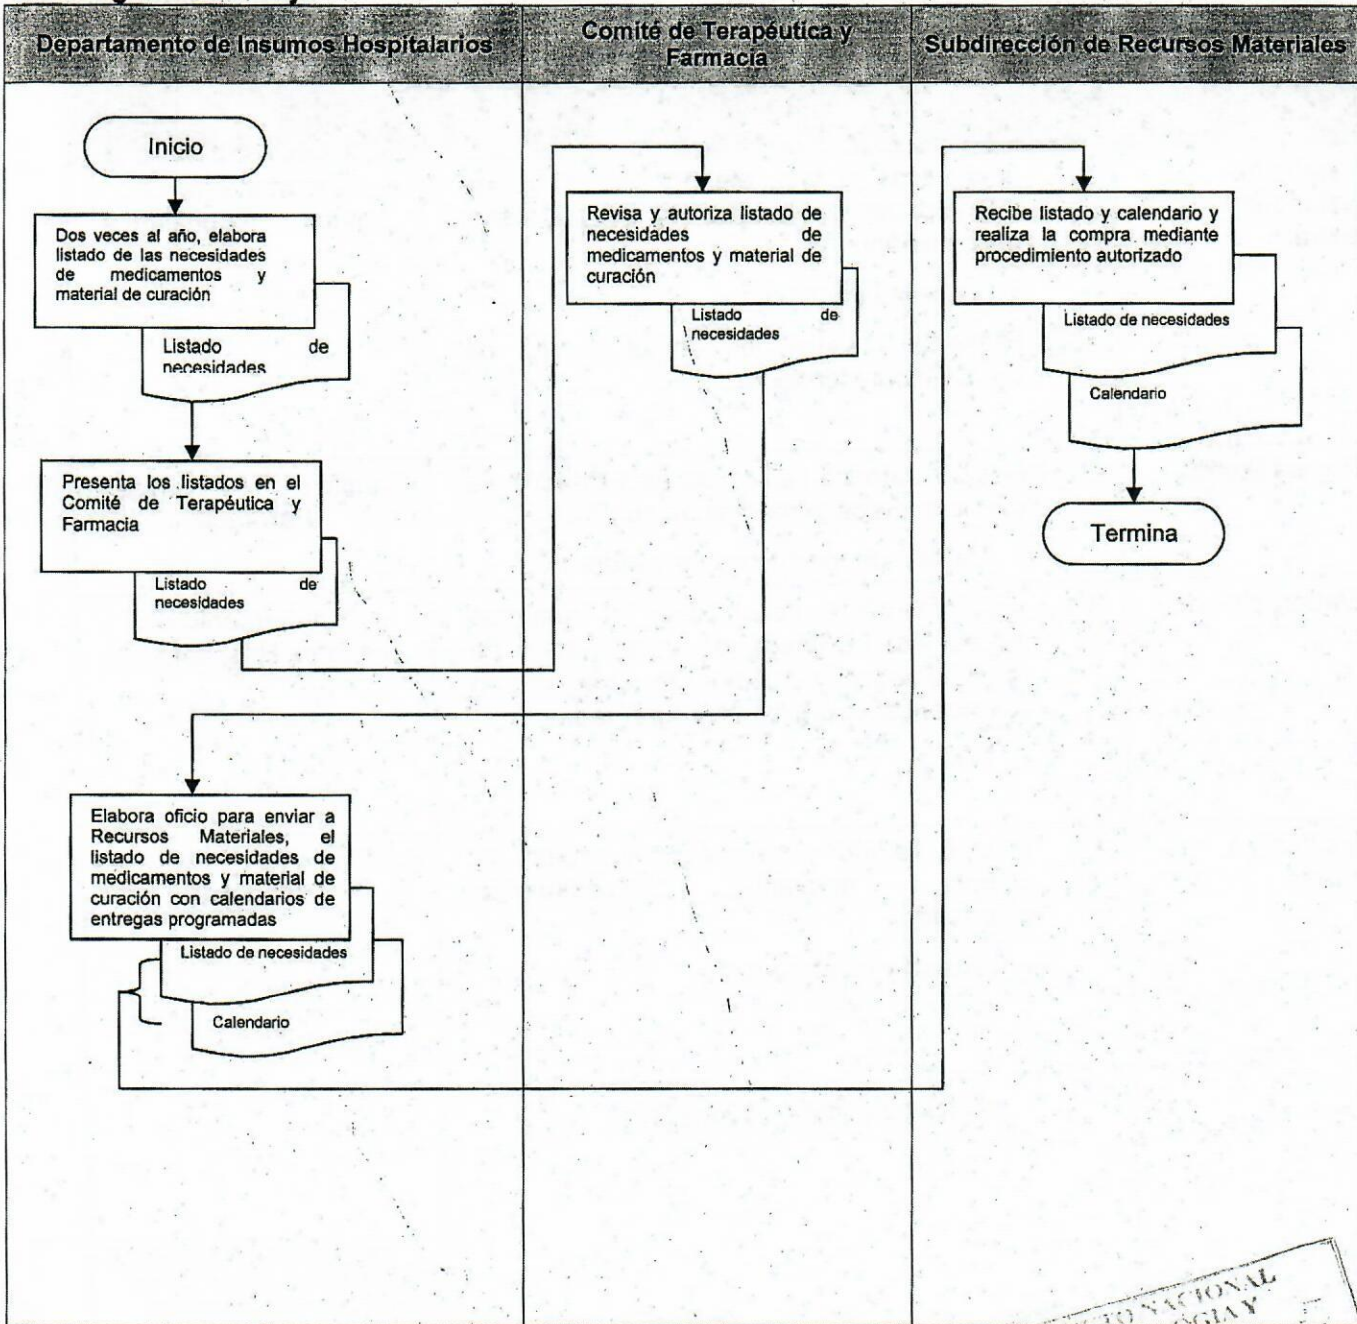 Departamento de Insumos Hospitalarios
Comité de Terapéutica y
Farmacia
Subdirección de Recursos Materiales
Inicio
Dos veces al año, elabora
listado de las necesidades
de medicamentos y
material de curación
Listado de
necesidades
Presenta los listados en el
Comité de Terapéutica y
Farmacia
Listado de
necesidades
Revisa y autoriza listado de
necesidades de
medicamentos y material de
curación
Listado de
necesidades
Elabora oficio para enviar a
Recursos Materiales, el
listado de necesidades de
medicamentos y material de
curación con calendarios de
entregas programadas
Listado de necesidades
Calendario
Recibe listado y calendario y
realiza la compra mediante
procedimiento autorizado
Listado de necesidades
Calendario
Termina
NACIONAL
Y